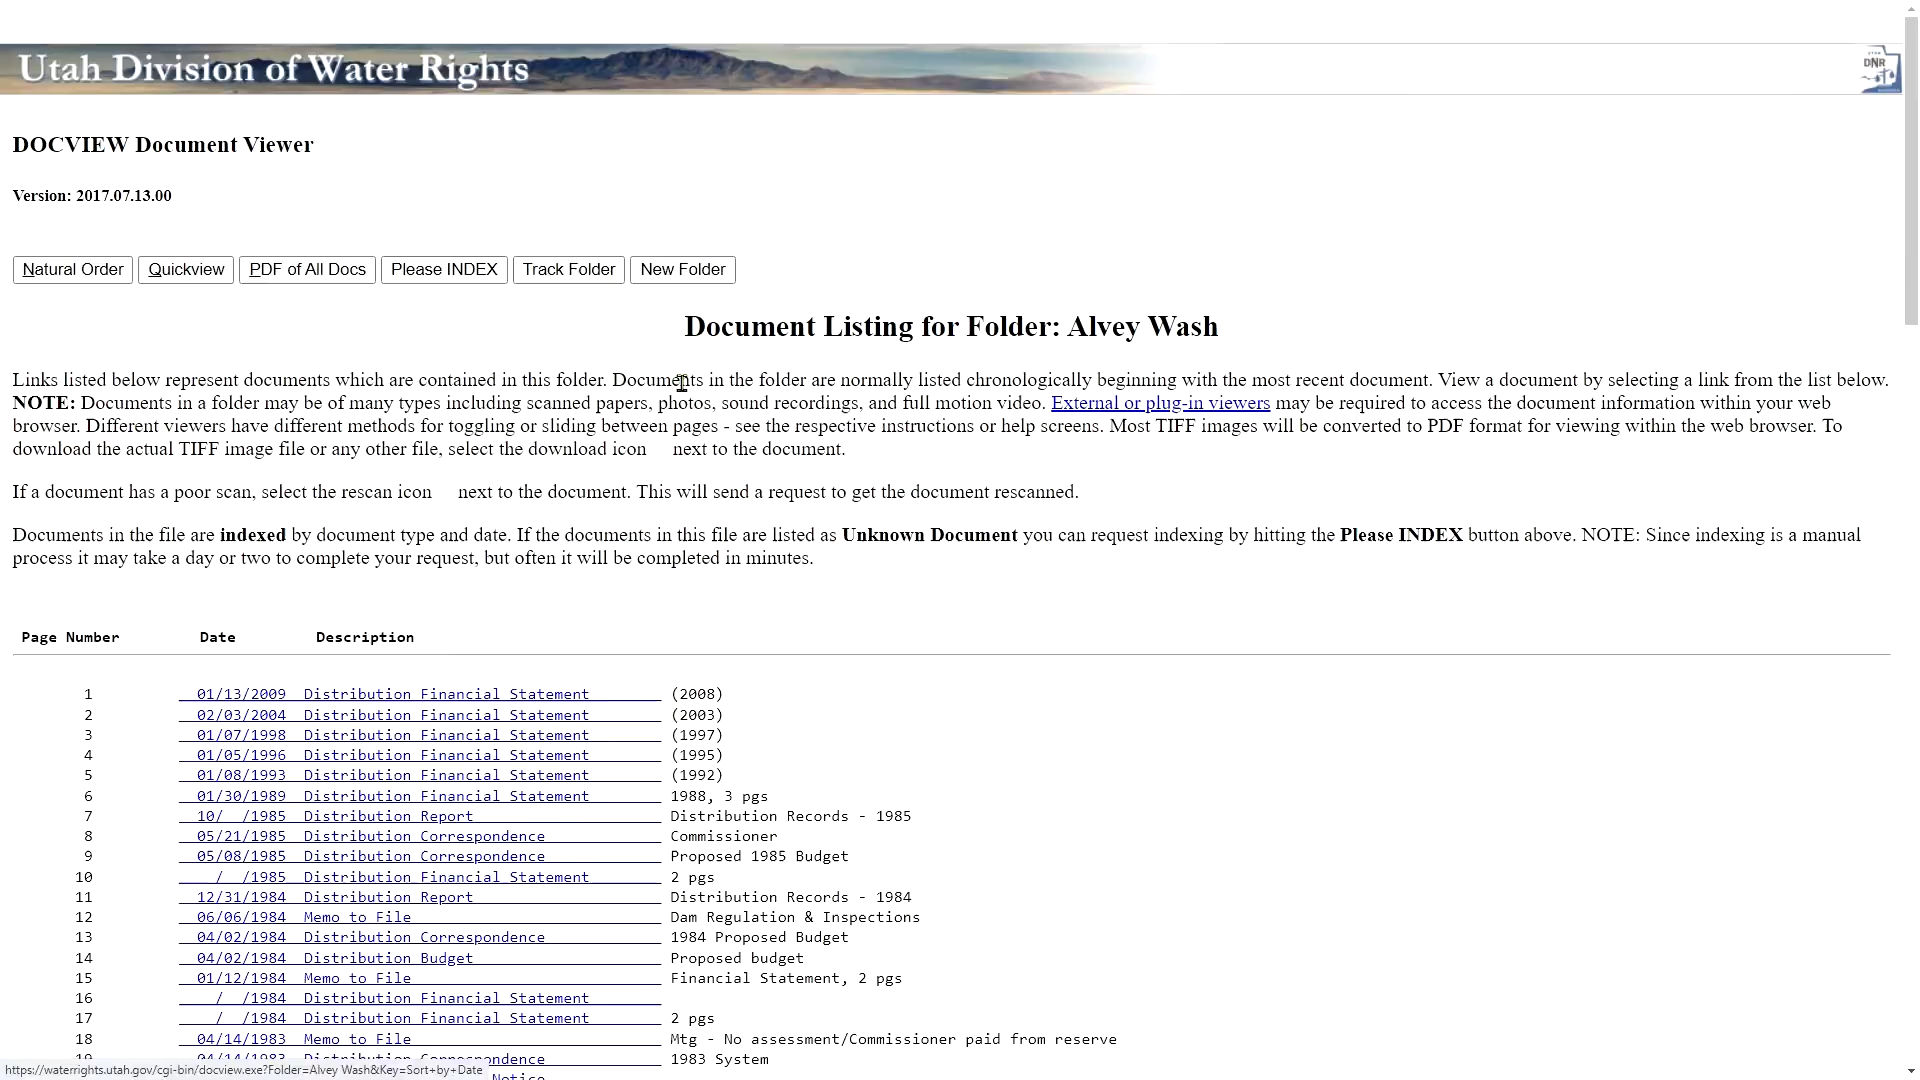 Utah Division of Water Rights
DNR
DOCVIEW Document Viewer
Version: 2017.07.13.00
Natural Order Quickview PDF of All Docs Please INDEX Track Folder New Folder
Document Listing for Folder: Alvey Wash
Links listed below represent documents which are contained in this folder. Documents in the folder are normally listed chronologically beginning with the most recent document. View a document by selecting a link from the list below.
NOTE: Documents in a folder may be of many types including scanned papers, photos, sound recordings, and full motion video. External or plug-in viewers may be required to access the document information within your web
browser. Different viewers have different methods for toggling or sliding between pages - see the respective instructions or help screens. Most TIFF images will be converted to PDF format for viewing within the web browser. To
download the actual TIFF image file or any other file, select the download icon next to the document.
If a document has a poor scan, select the rescan icon next to the document. This will send a request to get the document rescanned.
Documents in the file are indexed by document type and date. If the documents in this file are listed as Unknown Document you can request indexing by hitting the Please INDEX button above. NOTE: Since indexing is a manual
process it may take a day or two to complete your request, but often it will be completed in minutes.
Page Number Date Description
1 01/13/2009 Distribution Financial Statement (2008)
2 02/03/2004 Distribution Financial Statement (2003)
3 01/07/1998 Distribution Financial Statement (1997)
4 01/05/1996 Distribution Financial Statement (1995)
5 01/08/1993 Distribution Financial Statement (1992)
6 01/30/1989 Distribution Financial Statement 1988, 3 pgs
7 10/ /1985 Distribution Report Distribution Records - 1985
8 05/21/1985 Distribution Correspondence Commissioner
9 05/08/1985 Distribution Correspondence Proposed 1985 Budget
10 / /1985 Distribution Financial Statement 2 pgs
11 12/31/1984 Distribution Report Distribution Records - 1984
12 06/06/1984 Memo to File Dam Regulation & Inspections
13 04/02/1984 Distribution Correspondence 1984 Proposed Budget
14 04/02/1984 Distribution Budget Proposed budget
15 01/12/1984 Memo to File Financial Statement, 2 pgs
16 / /1984 Distribution Financial Statement
17 / /1984 Distribution Financial Statement 2 pgs
18 04/14/1983 Memo to File Mtg - No assessment/Commissioner paid from reserve
19 04/14/1983 Distribution Correspondence 1983 System
https://waterrights.utah.gov/cgi-bin/docview.exe?Folder=Alvey Wash&Key=Sort+by+Date
Notice